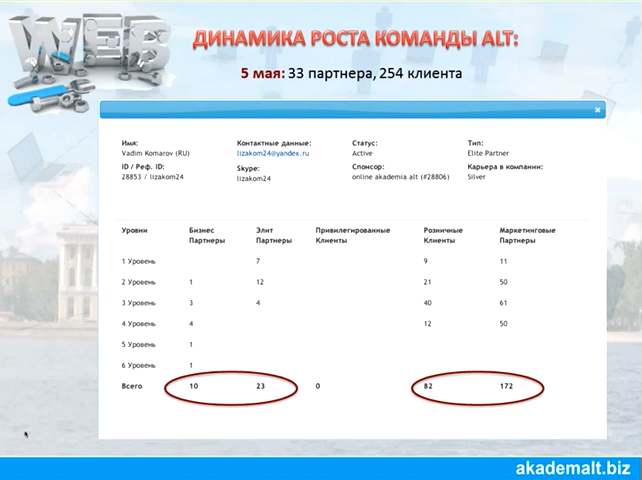 WEB
ДИНАМИКА РОСТА КОМАНДЫ ALT:
5 мая: 33 партнера, 254 клиента
Имя: Контактные данные: Статус: Тип:
Vadim Komarov (RU) lizakom24@yandex.ru Active Elite Partner
ID / Реф. ID: Skype: Спонсор: Карьера в компании:
28853 / lizakom24 lizakom24 online akademia alt (#28806) Silver
Уровни Бизнес Партнеры Элит Партнеры Привилегированные Клиенты Розничные Клиенты Маркетинговые Партнеры
1 Уровень 7 9 11
2 Уровень 1 12 21 50
3 Уровень 3 4 40 61
4 Уровень 4 12 50
5 Уровень 1
6 Уровень 1
Всего 10 23 0 82 172
akademalt.biz